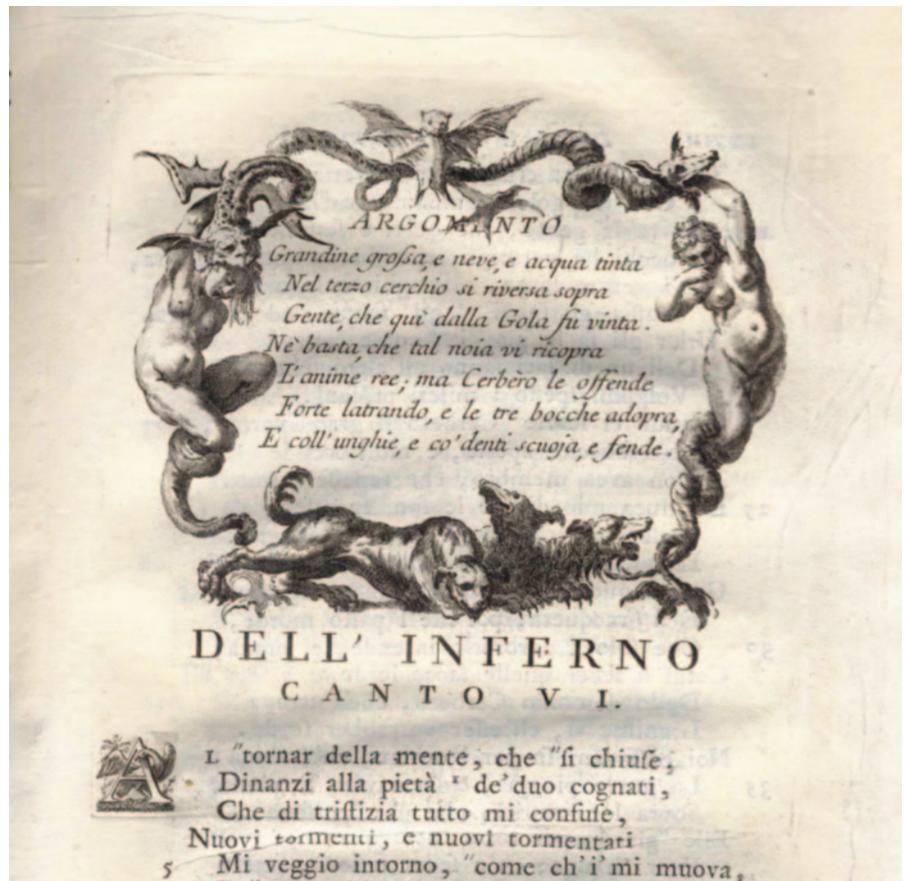 ARGOMENTO
Grandine groſsa, e neve, e acqua tinta
Nel terzo cerchio si riversa sopra
Gente, che quì dalla Gola fu vinta.
Nè basta, che tal noia vi ricopra
L'anime ree; ma Cerbèro le offende
Forte latrando, e le tre bocche adopra,
E coll'unghie, e co'denti scuoja, e fende.
DELL' INFERNO
CANTO VI.
AL "tornar della mente, che "ſi chiuſe,
Dinanzi alla pietà ¹ de' duo cognati,
Che di triſtizia tutto mi confuſe,
Nuovi tormenti, e nuovi tormentati
5 Mi veggio intorno, "come ch'i' mi muova,